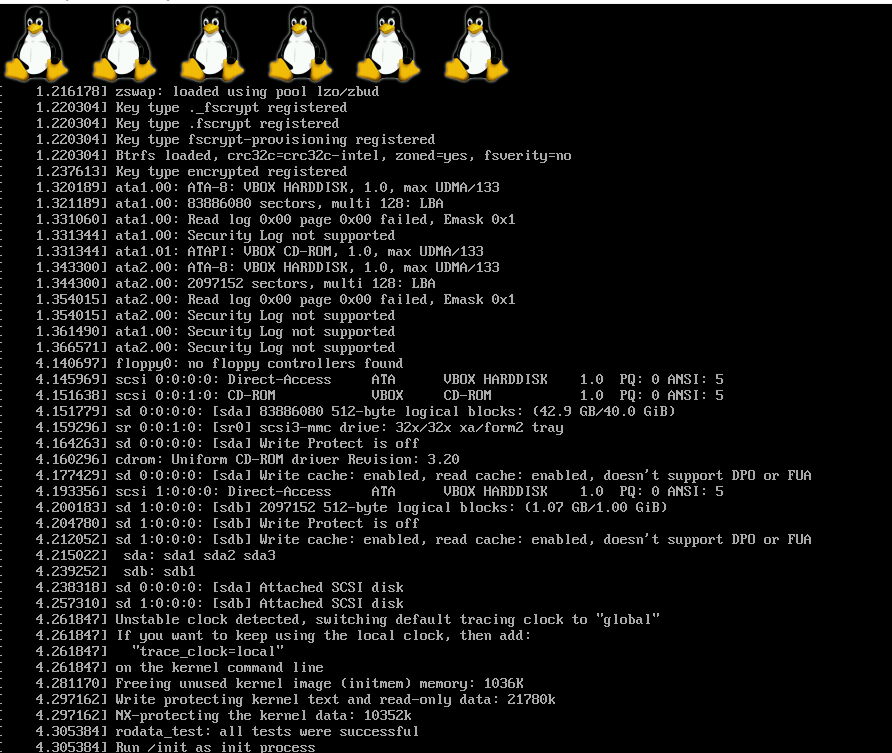 [    1.216178] zswap: loaded using pool lzo/zbud
[    1.220304] Key type ._fscrypt registered
[    1.220304] Key type .fscrypt registered
[    1.220304] Key type fscrypt-provisioning registered
[    1.220304] Btrfs loaded, crc32c=crc32c-intel, zoned=yes, fsverity=no
[    1.237613] Key type encrypted registered
[    1.320189] ata1.00: ATA-8: VBOX HARDDISK, 1.0, max UDMA/133
[    1.321189] ata1.00: 83886080 sectors, multi 128: LBA
[    1.331060] ata1.00: Read log 0x00 page 0x00 failed, Emask 0x1
[    1.331344] ata1.00: Security Log not supported
[    1.331344] ata1.01: ATAPI: VBOX CD-ROM, 1.0, max UDMA/133
[    1.343300] ata2.00: ATA-8: VBOX HARDDISK, 1.0, max UDMA/133
[    1.344300] ata2.00: 2097152 sectors, multi 128: LBA
[    1.354015] ata2.00: Read log 0x00 page 0x00 failed, Emask 0x1
[    1.354015] ata2.00: Security Log not supported
[    1.361490] ata1.00: Security Log not supported
[    1.366571] ata2.00: Security Log not supported
[    4.140697] floppy0: no floppy controllers found
[    4.145969] scsi 0:0:0:0: Direct-Access     ATA      VBOX HARDDISK    1.0  PQ: 0 ANSI: 5
[    4.151638] scsi 0:0:1:0: CD-ROM            VBOX     CD-ROM           1.0  PQ: 0 ANSI: 5
[    4.151779] sd 0:0:0:0: [sda] 83886080 512-byte logical blocks: (42.9 GB/40.0 GiB)
[    4.159296] sr 0:0:1:0: [sr0] scsi3-mmc drive: 32x/32x xa/form2 tray
[    4.164263] sd 0:0:0:0: [sda] Write Protect is off
[    4.160296] cdrom: Uniform CD-ROM driver Revision: 3.20
[    4.177429] sd 0:0:0:0: [sda] Write cache: enabled, read cache: enabled, doesn't support DPO or FUA
[    4.193356] scsi 1:0:0:0: Direct-Access     ATA      VBOX HARDDISK    1.0  PQ: 0 ANSI: 5
[    4.200183] sd 1:0:0:0: [sdb] 2097152 512-byte logical blocks: (1.07 GB/1.00 GiB)
[    4.204780] sd 1:0:0:0: [sdb] Write Protect is off
[    4.212052] sd 1:0:0:0: [sdb] Write cache: enabled, read cache: enabled, doesn't support DPO or FUA
[    4.215022]  sda: sda1 sda2 sda3
[    4.239252]  sdb: sdb1
[    4.238318] sd 0:0:0:0: [sda] Attached SCSI disk
[    4.257310] sd 1:0:0:0: [sdb] Attached SCSI disk
[    4.261847] Unstable clock detected, switching default tracing clock to "global"
[    4.261847] If you want to keep using the local clock, then add:
[    4.261847]   "trace_clock=local"
[    4.261847] on the kernel command line
[    4.281170] Freeing unused kernel image (initmem) memory: 1036K
[    4.297162] Write protecting kernel text and read-only data: 21780k
[    4.297162] NX-protecting the kernel data: 10352k
[    4.305384] rodata_test: all tests were successful
[    4.305384] Run /init as init process